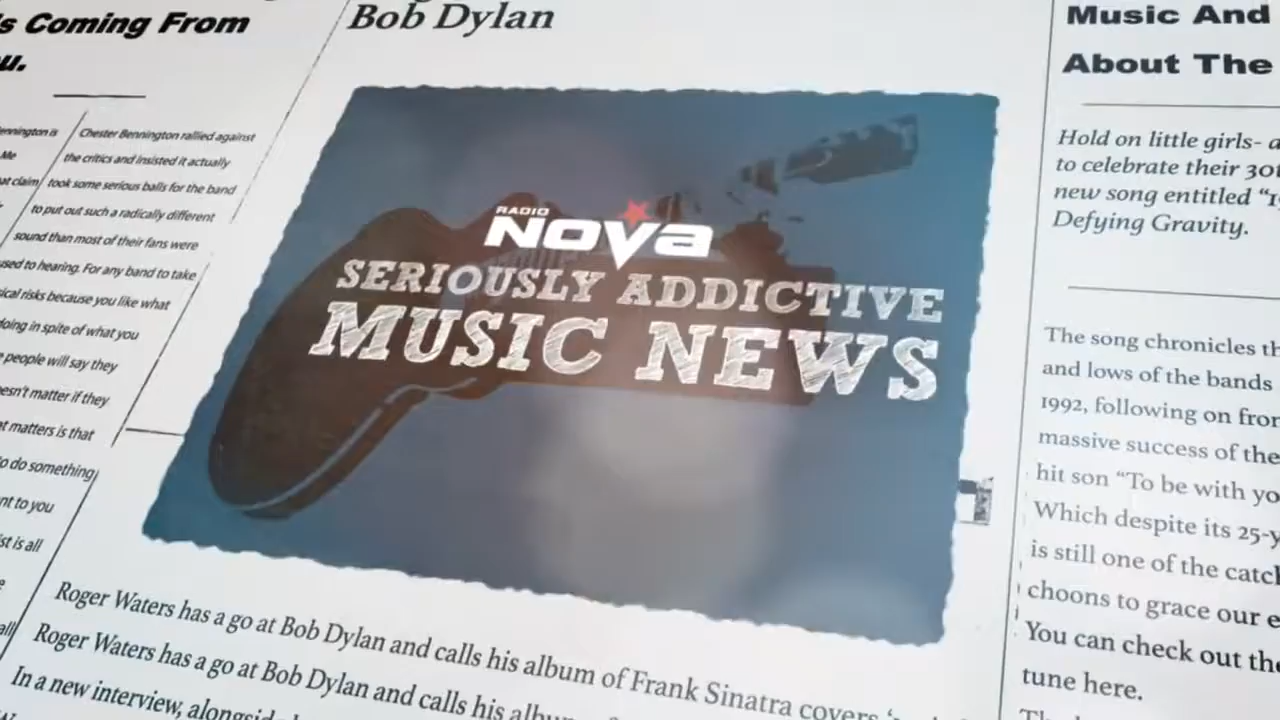 s Coming From
u.
ennington is
Me
at claim
Chester Bennington rallied against
the critics and insisted it actually
took some serious balls for the band
to put out such a radically different
sound than most of their fans were
used to hearing. For any band to take
ical risks because you like what
doing in spite of what you
people will say they
esn't matter if they
at matters is that
o do something
nt to you
st is all
all
Bob Dylan
RADIO
NOVA
SERIOUSLY ADDICTIVE
MUSIC NEWS
Roger Waters has a go at Bob Dylan and calls his album of Frank Sinatra covers
Roger Waters has a go at Bob Dylan and calls his
In a new interview,
Music And
About The
Hold on little girls- a
to celebrate their 30
new song entitled "1
Defying Gravity.
The song chronicles th
and lows of the bands
1992, following on from
massive success of the
hit son "To be with yo
Which despite its 25-y
is still one of the catc
choons to grace our e
You can check out the
tune here.